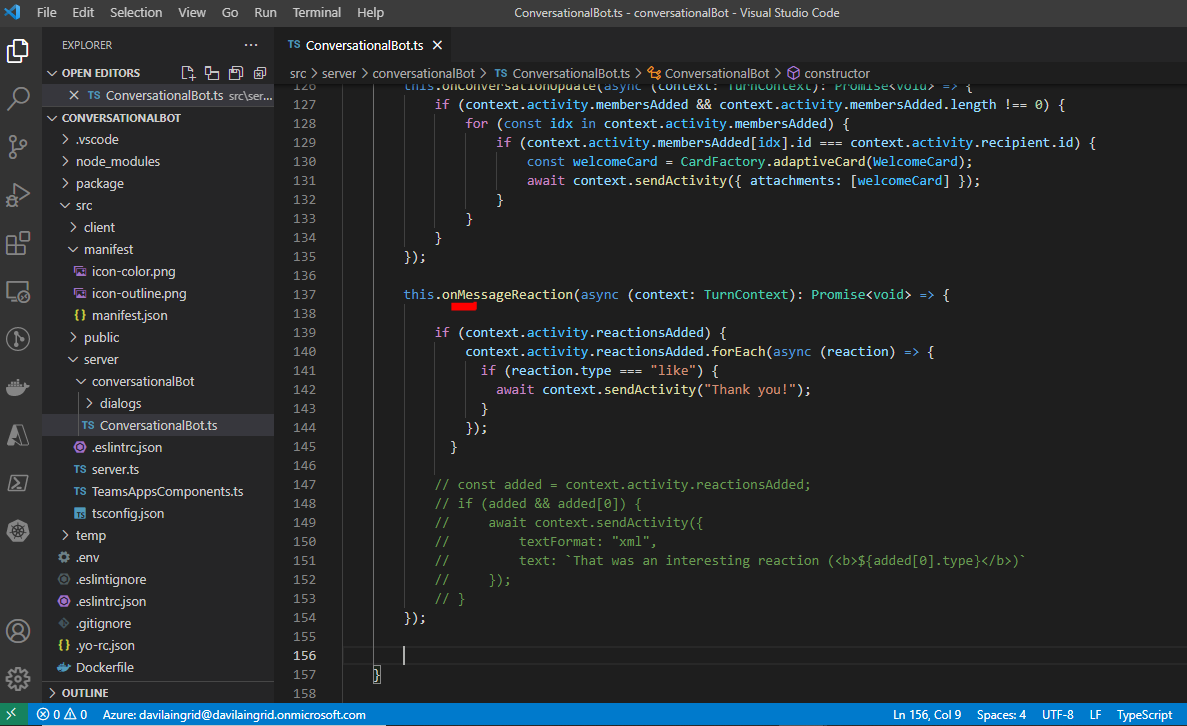 File Edit Selection View Go Run Terminal Help ConversationalBot.ts - conversationalBot - Visual Studio Code
EXPLORER ...
TS ConversationalBot.ts
OPEN EDITORS
TS ConversationalBot.ts src\ser...
CONVERSATIONALBOT
.vscode
node_modules
package
src
client
manifest
icon-color.png
icon-outline.png
{} manifest.json
public
server
conversationalBot
dialogs
TS ConversationalBot.ts
.eslintrc.json
TS server.ts
TS TeamsAppsComponents.ts
TS tsconfig.json
temp
.env
.eslintignore
.eslintrc.json
.gitignore
{} .yo-rc.json
Dockerfile
OUTLINE
src > server > conversationalBot > TS ConversationalBot.ts > ConversationalBot > constructor
126 this.onConversationUpdate(async (context: TurnContext): Promise<void> => {
127 if (context.activity.membersAdded && context.activity.membersAdded.length !== 0) {
128 for (const idx in context.activity.membersAdded) {
129 if (context.activity.membersAdded[idx].id === context.activity.recipient.id) {
130 const welcomeCard = CardFactory.adaptiveCard(WelcomeCard);
131 await context.sendActivity({ attachments: [welcomeCard] });
132 }
133 }
134 }
135 });
136
137 this.onMessageReaction(async (context: TurnContext): Promise<void> => {
138
139 if (context.activity.reactionsAdded) {
140 context.activity.reactionsAdded.forEach(async (reaction) => {
141 if (reaction.type === "like") {
142 await context.sendActivity("Thank you!");
143 }
144 });
145 }
146
147 // const added = context.activity.reactionsAdded;
148 // if (added && added[0]) {
149 // await context.sendActivity({
150 // textFormat: "xml",
151 // text: `That was an interesting reaction (<b>${added[0].type}</b>)`
152 // });
153 // }
154 });
155
156
157 }
158
0 0 Azure: davilaingrid@davilaingrid.onmicrosoft.com Ln 156, Col 9 Spaces: 4 UTF-8 LF TypeScript